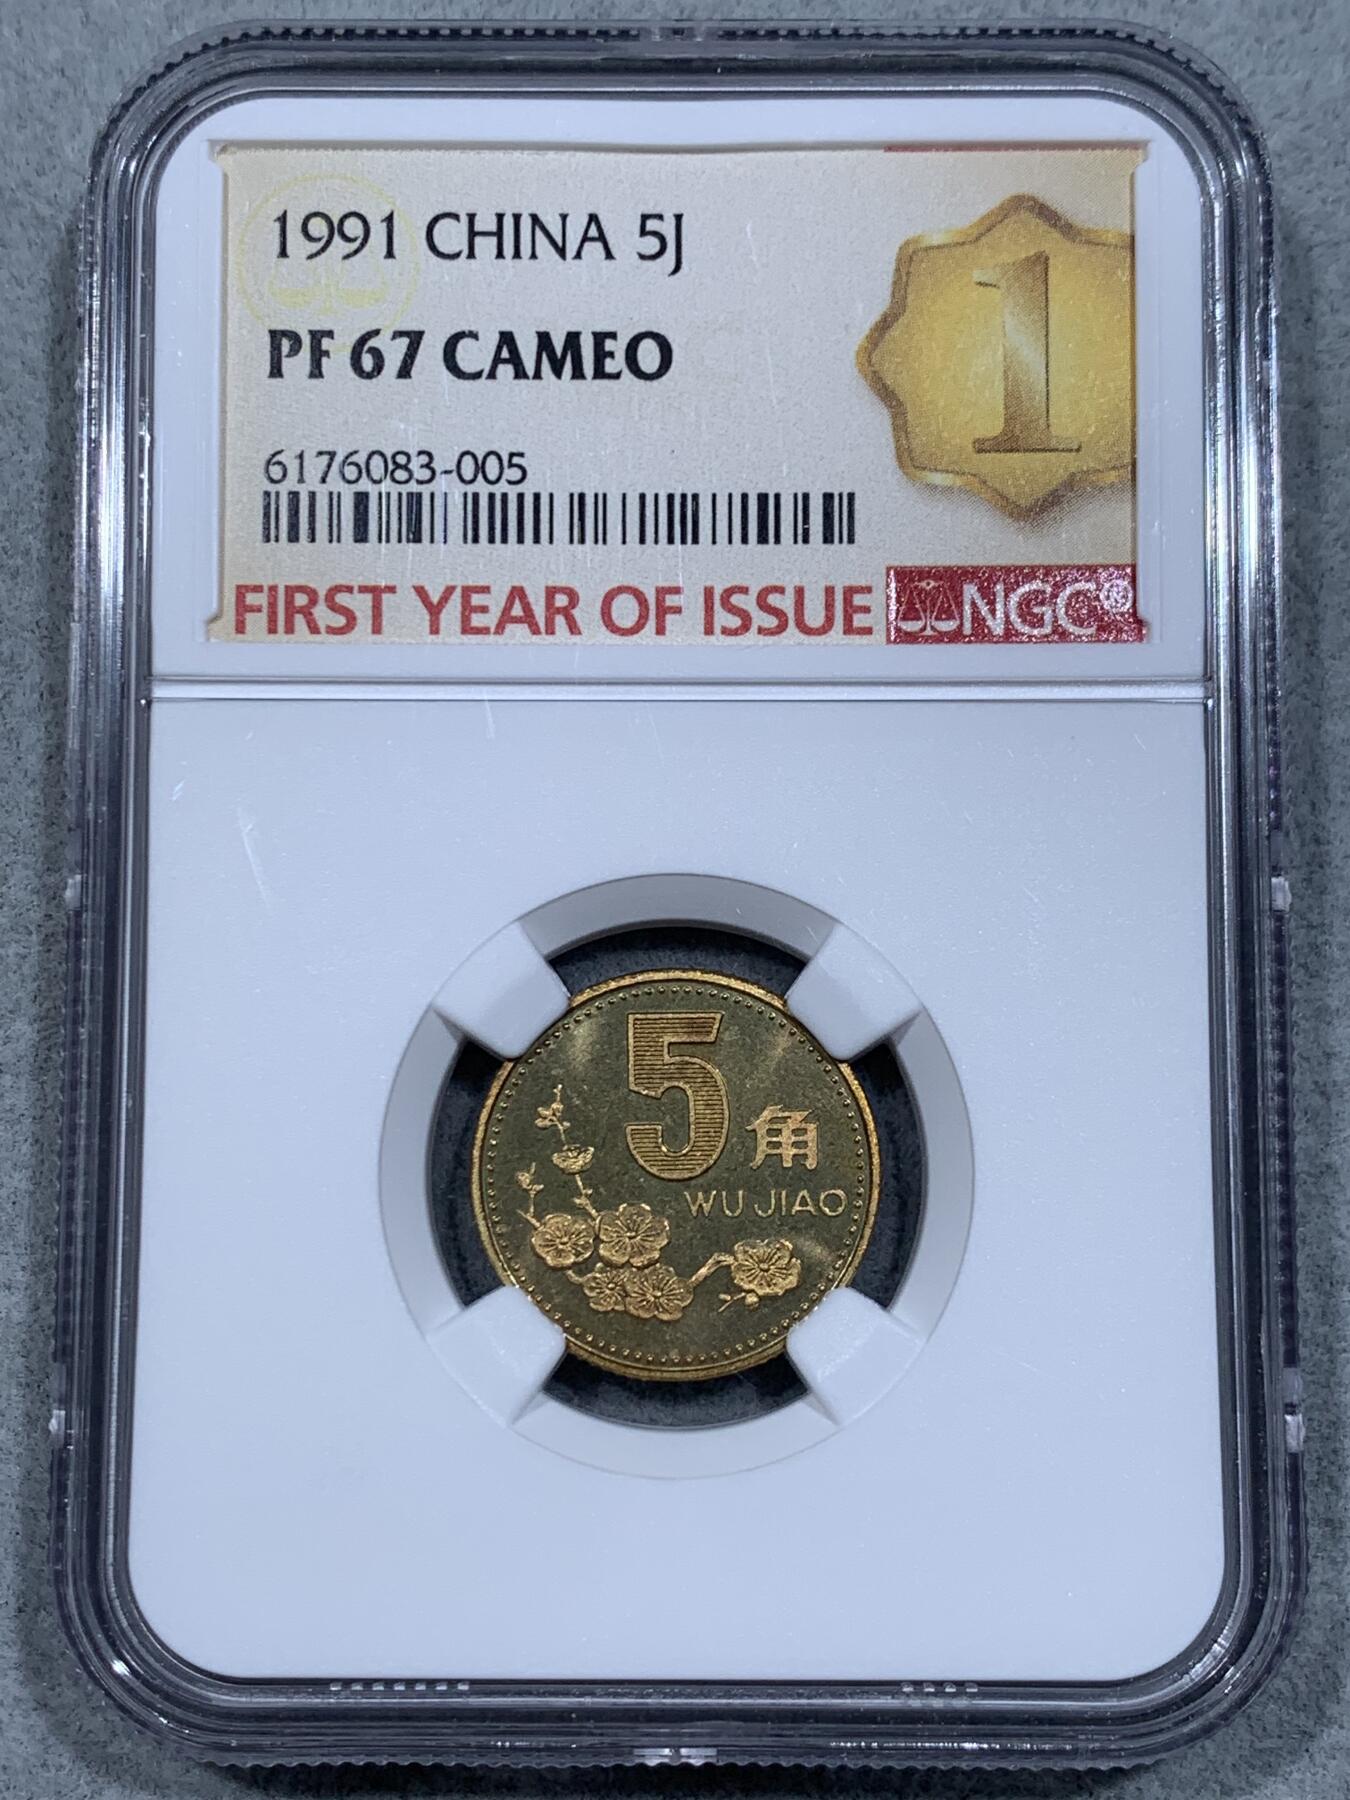 1991 CHINA 5J
PF 67 CAMEO
6176083-005
1
FIRST YEAR OF ISSUE NGC®
5角
WU JIAO